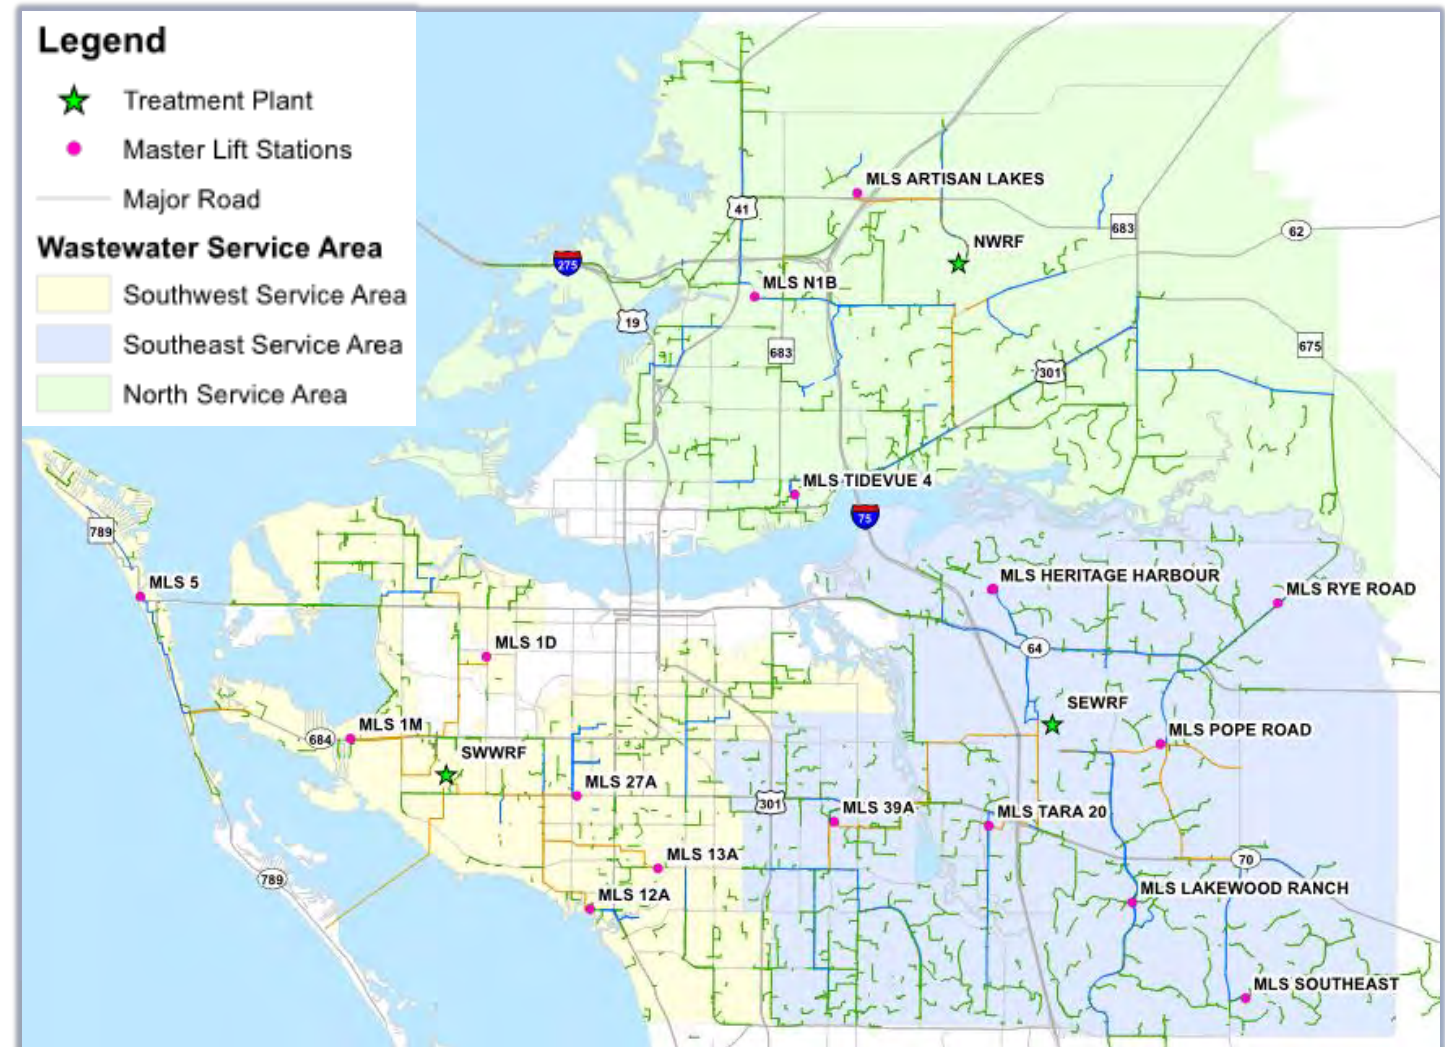 Legend
Treatment Plant
Master Lift Stations
Major Road
Wastewater Service Area
Southwest Service Area
Southeast Service Area
North Service Area
MLS ARTISAN LAKES
41
683
62
NWRF
275
MLS N1B
19
683
675
301
MLS TIDEVUE 4
75
789
MLS 5
MLS HERITAGE HARBOUR
MLS RYE ROAD
MLS 1D
64
SEWRF
MLS 1M
684
SWWRF
MLS POPE ROAD
MLS 27A
301
MLS 39A
MLS TARA 20
MLS 13A
70
789
MLS 12A
MLS LAKEWOOD RANCH
MLS SOUTHEAST